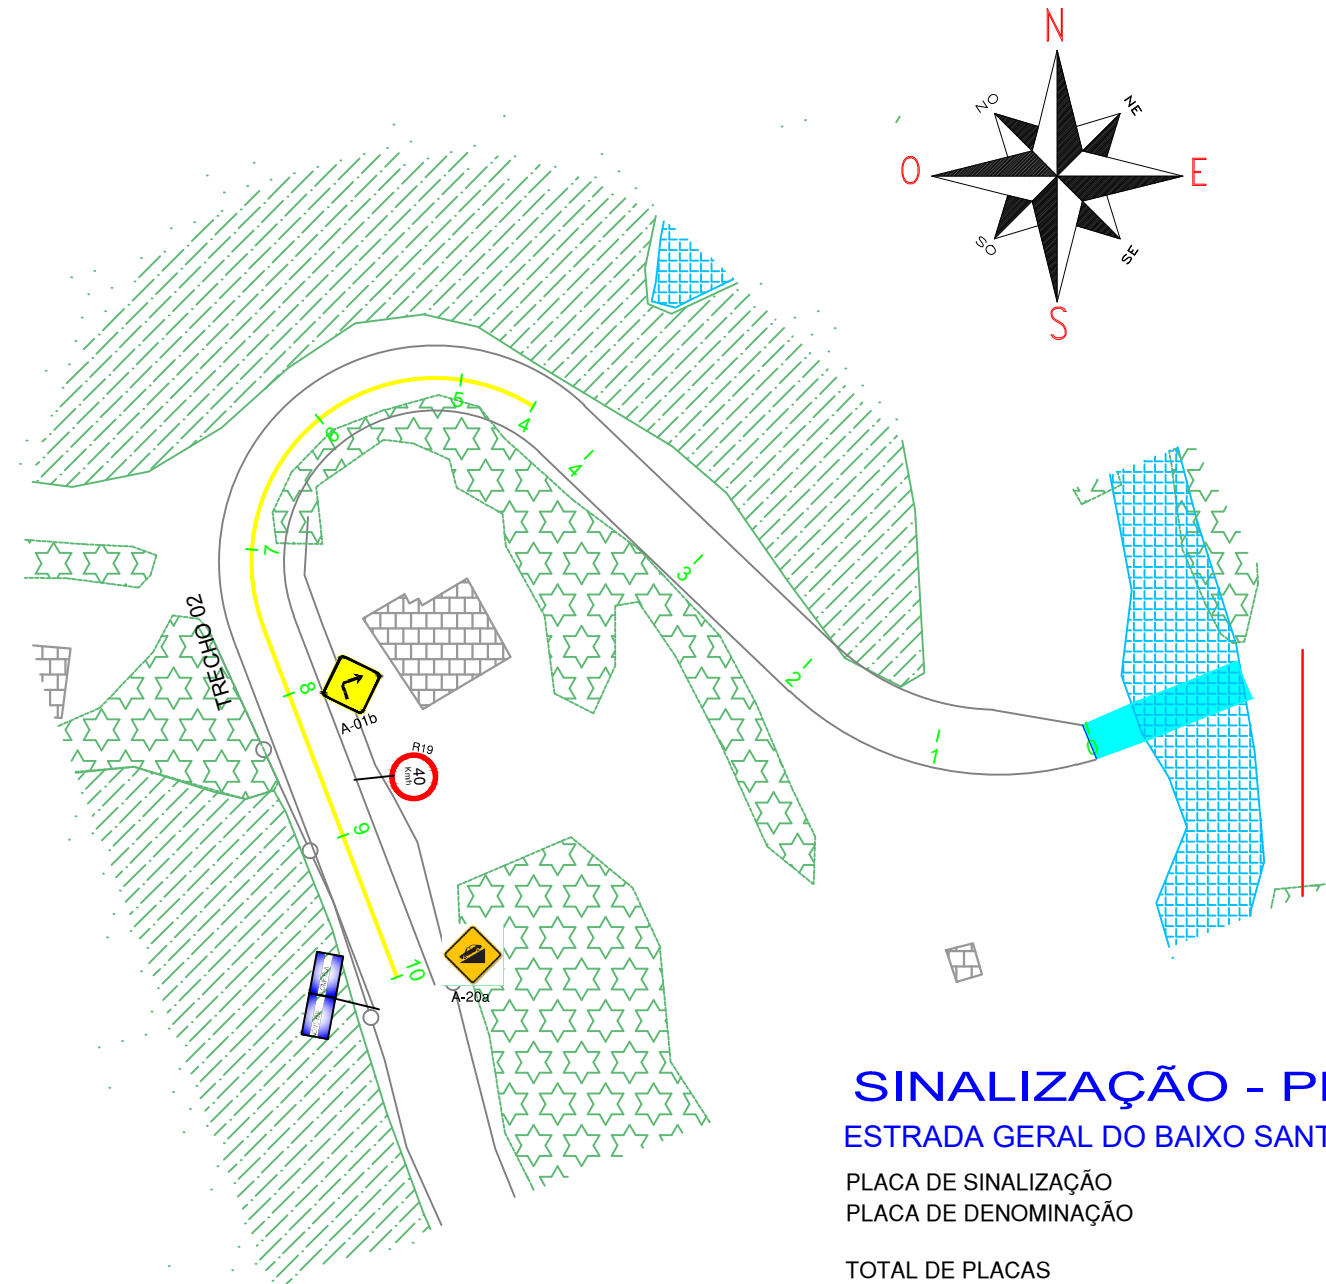 N
NO
NE
O
E
SO
SE
S
5
4
6
4
7
3
TRECHO 02
8
2
A-01b
0
1
R19
40
Km/h
9
10
A-20a
SINALIZAÇÃO - P
ESTRADA GERAL DO BAIXO SANT
PLACA DE SINALIZAÇÃO
PLACA DE DENOMINAÇÃO
TOTAL DE PLACAS